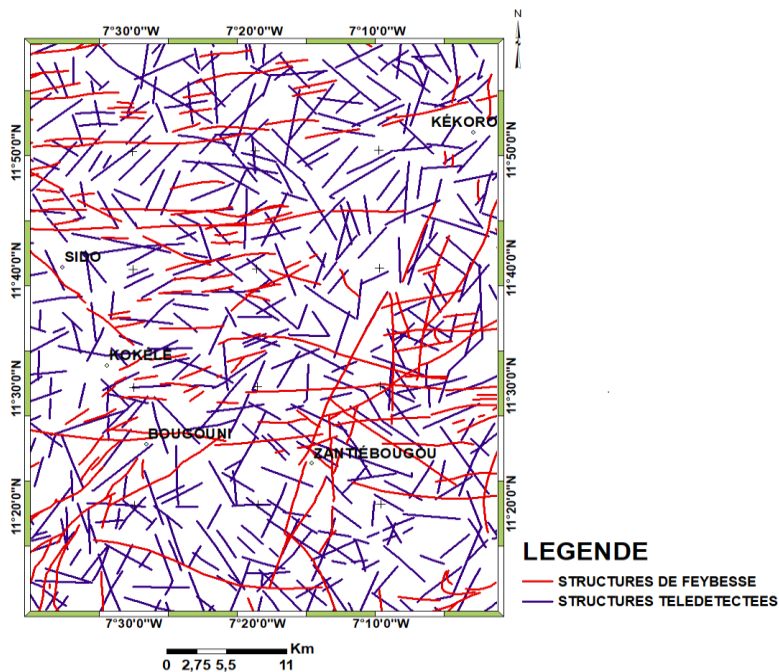 N
7°30'0"W 7°20'0"W 7°10'0"W
11°50'0"N 11°50'0"N
11°40'0"N 11°40'0"N
11°30'0"N 11°30'0"N
11°20'0"N 11°20'0"N
KÉKORO
SIDO
KOKÉLÉ
BOUGOUNI
ZANTIÉBOUGOU
7°30'0"W 7°20'0"W 7°10'0"W
LEGENDE
STRUCTURES DE FEYBESSE
STRUCTURES TELEDETECTEES
Km
0 2,75 5,5 11